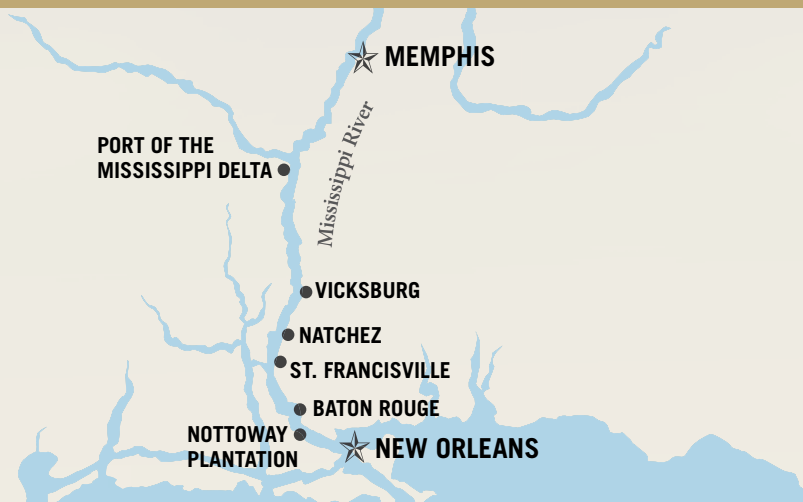 MEMPHIS
PORT OF THE
MISSISSIPPI DELTA
Mississippi River
VICKSBURG
NATCHEZ
ST. FRANCISVILLE
BATON ROUGE
NOTTOWAY
PLANTATION
NEW ORLEANS